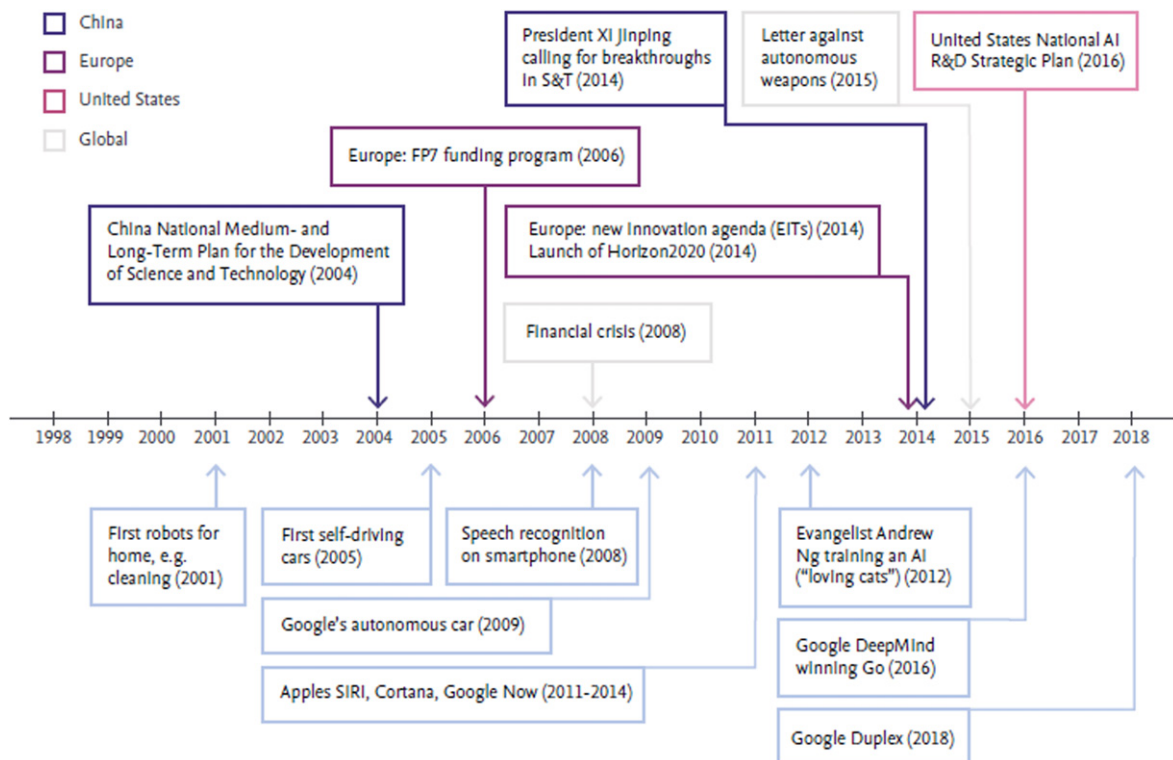 China
Europe
United States
Global
President XI Jinping
calling for breakthroughs
in S&T (2014)
Letter against
autonomous
weapons (2015)
United States National AI
R&D Strategic Plan (2016)
Europe: FP7 funding program (2006)
China National Medium- and
Long-Term Plan for the Development
of Science and Technology (2004)
Europe: new innovation agenda (EITs) (2014)
Launch of Horizon2020 (2014)
Financial crisis (2008)
1998 1999 2000 2001 2002 2003 2004 2005 2006 2007 2008 2009 2010 2011 2012 2013 2014 2015 2016 2017 2018
First robots for
home, e.g.
cleaning (2001)
First self-driving
cars (2005)
Speech recognition
on smartphone (2008)
Evangelist Andrew
Ng training an AI
(“loving cats”) (2012)
Google’s autonomous car (2009)
Google DeepMind
winning Go
(2016)
Apples SIRI, Cortana, Google Now (2011-2014)
Google Duplex (2018)